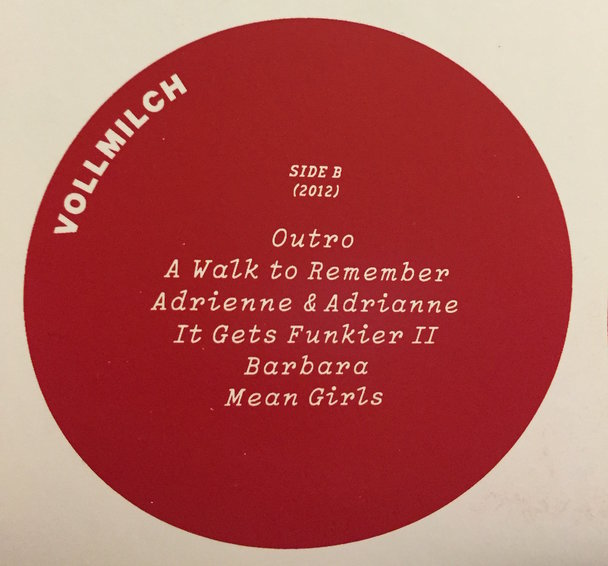 VOLLMILCH
SIDE B
(2012)
Outro
A Walk to Remember
Adrienne & Adrianne
It Gets Funkier II
Barbara
Mean Girls